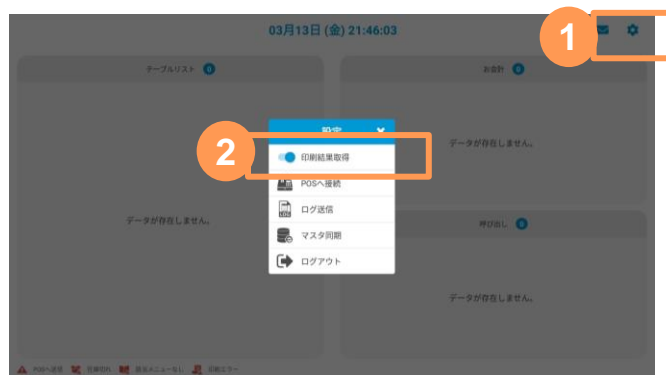 03月13日 (金) 21:46:03
1
テーブルリスト 0
お会計 0
設定
2
印刷結果取得
データが存在しません。
POSへ接続
ログ送信
データが存在しません。
マスタ同期
呼び出し 0
ログアウト
データが存在しません。
POSへ送信
印刷エラー